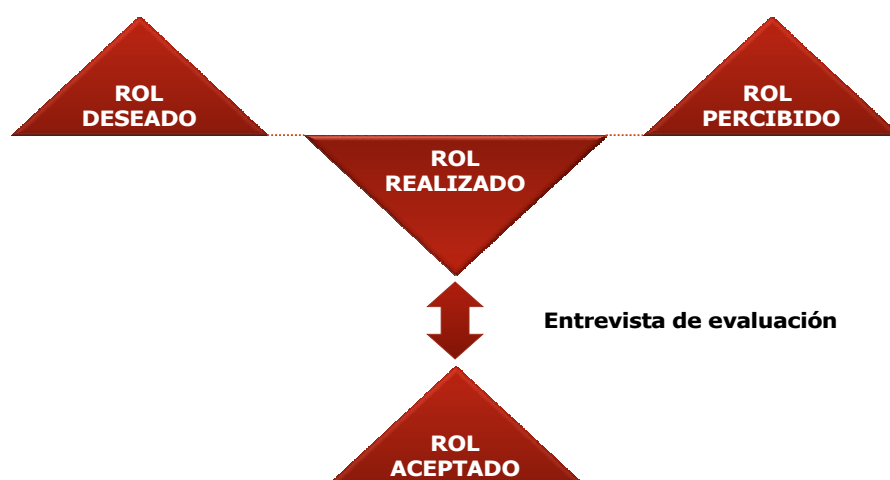 ROL
DESEADO
ROL
PERCIBIDO
ROL
REALIZADO
Entrevista de evaluación
ROL
ACEPTADO